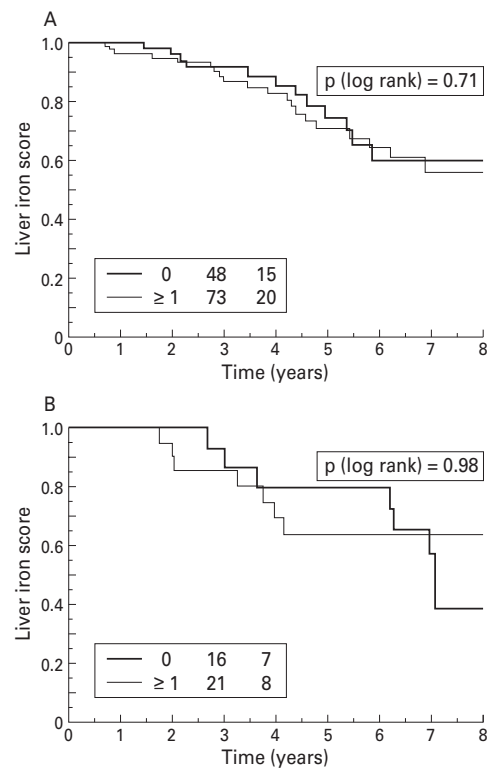 A
1.0
0.8
0.6
0.4
0.2
0
Liver iron score
p (log rank) = 0.71
0 48 15
≥ 1 73 20
0 1 2 3 4 5 6 7 8
Time (years)
B
1.0
0.8
0.6
0.4
0.2
0
Liver iron score
p (log rank) = 0.98
0 16 7
≥ 1 21 8
0 1 2 3 4 5 6 7 8
Time (years)